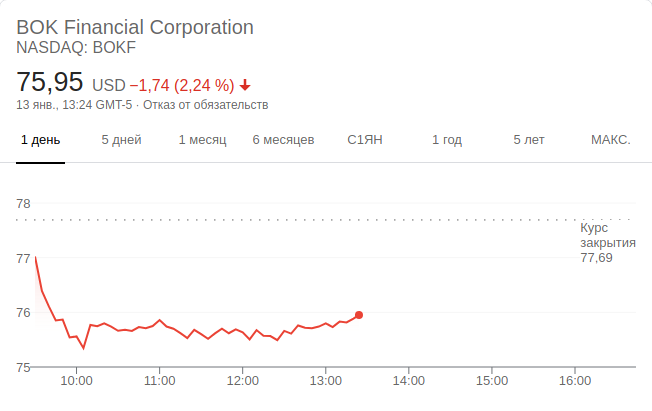 BOK Financial Corporation
NASDAQ: BOKF
75,95 USD −1,74 (2,24 %)
13 янв., 13:24 GMT-5 · Отказ от обязательств
1 день 5 дней 1 месяц 6 месяцев С1ЯН 1 год 5 лет МАКС.
78
Курс
закрытия
77
77,69
76
75
10:00 11:00 12:00 13:00 14:00 15:00 16:00